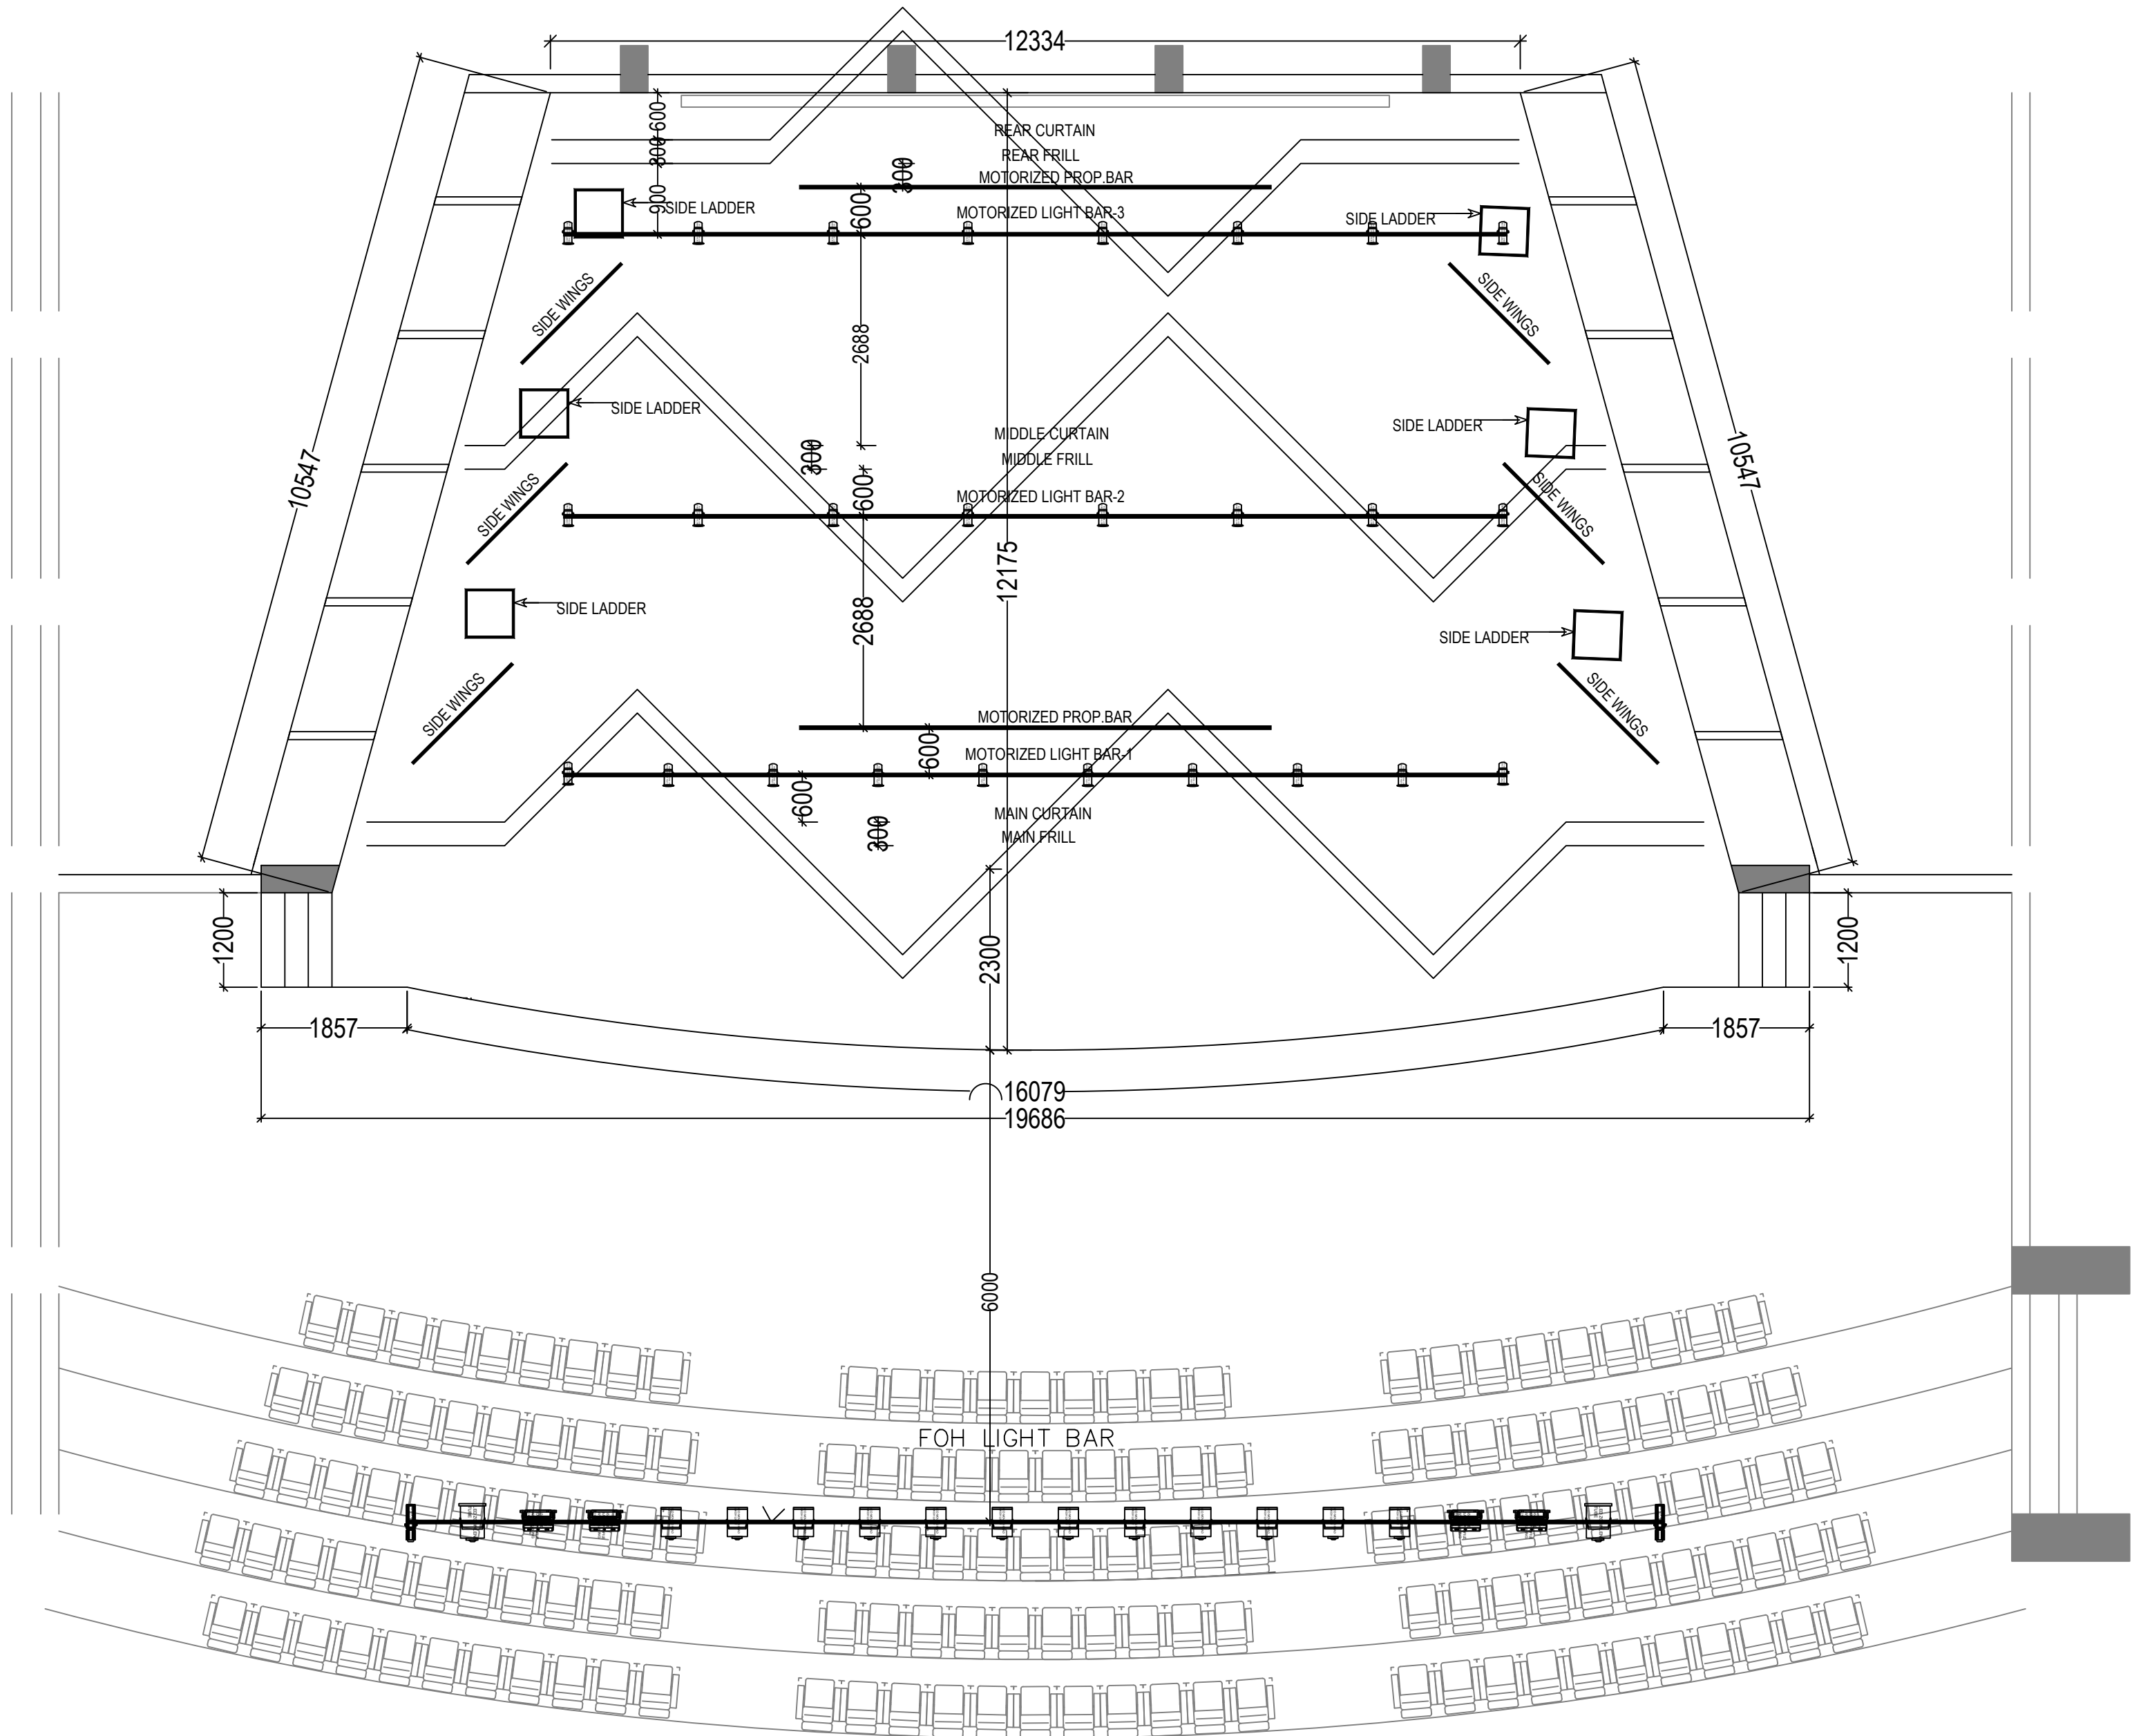 12334
600
300
REAR CURTAIN
REAR FRILL
300
MOTORIZED PROP.BAR
900
SIDE LADDER
600
MOTORIZED LIGHT BAR-3
SIDE LADDER
SIDE WINGS
SIDE WINGS
2688
SIDE LADDER
SIDE LADDER
MIDDLE CURTAIN
300
MIDDLE FRILL
10547
10547
SIDE WINGS
600
MOTORIZED LIGHT BAR-2
SIDE WINGS
12175
SIDE LADDER
2688
SIDE LADDER
SIDE WINGS
SIDE WINGS
MOTORIZED PROP.BAR
600
MOTORIZED LIGHT BAR-1
600
MAIN CURTAIN
300
MAIN FRILL
1200
2300
1200
1857
1857
16079
19686
6000
FOH LIGHT BAR